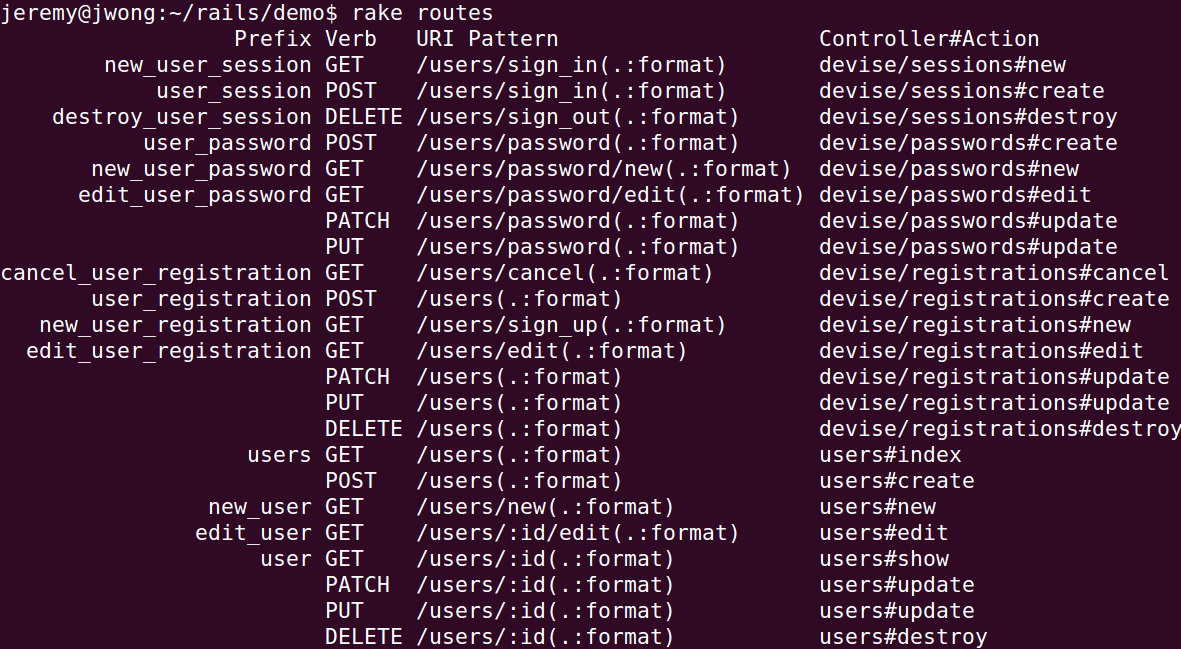 jeremy@jwong:~/rails/demo$ rake routes
                  Prefix Verb   URI Pattern                    Controller#Action
        new_user_session GET    /users/sign_in(.:format)       devise/sessions#new
            user_session POST   /users/sign_in(.:format)       devise/sessions#create
    destroy_user_session DELETE /users/sign_out(.:format)      devise/sessions#destroy
           user_password POST   /users/password(.:format)      devise/passwords#create
       new_user_password GET    /users/password/new(.:format)  devise/passwords#new
      edit_user_password GET    /users/password/edit(.:format) devise/passwords#edit
                         PATCH  /users/password(.:format)      devise/passwords#update
                         PUT    /users/password(.:format)      devise/passwords#update
cancel_user_registration GET    /users/cancel(.:format)        devise/registrations#cancel
       user_registration POST   /users(.:format)               devise/registrations#create
   new_user_registration GET    /users/sign_up(.:format)       devise/registrations#new
  edit_user_registration GET    /users/edit(.:format)          devise/registrations#edit
                         PATCH  /users(.:format)               devise/registrations#update
                         PUT    /users(.:format)               devise/registrations#update
                         DELETE /users(.:format)               devise/registrations#destroy
                   users GET    /users(.:format)               users#index
                         POST   /users(.:format)               users#create
                new_user GET    /users/new(.:format)           users#new
               edit_user GET    /users/:id/edit(.:format)      users#edit
                    user GET    /users/:id(.:format)           users#show
                         PATCH  /users/:id(.:format)           users#update
                         PUT    /users/:id(.:format)           users#update
                         DELETE /users/:id(.:format)           users#destroy